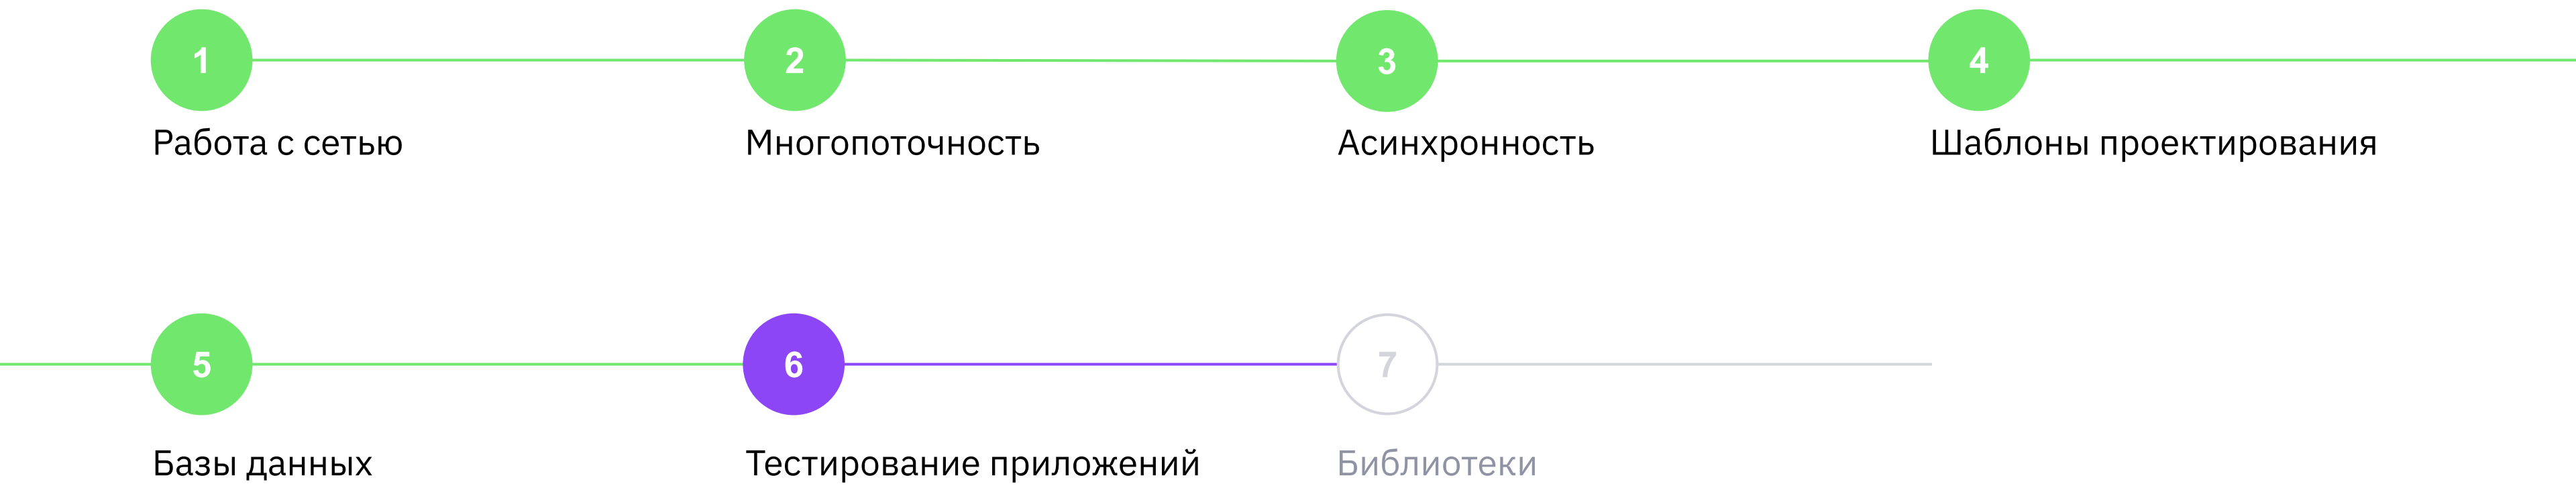 1 2 3 4
Работа с сетью Многопоточность Асинхронность Шаблоны проектирования
5 6 7
Базы данных Тестирование приложений Библиотеки